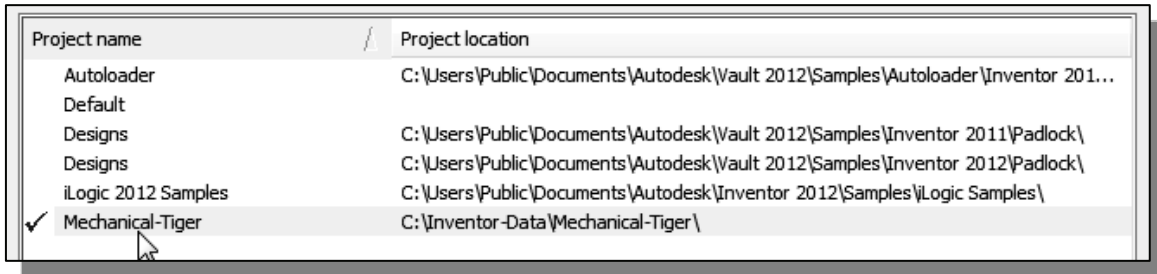 Project name Project location
Autoloader C:\Users\Public\Documents\Autodesk\Vault 2012\Samples\Autoloader\Inventor 201...
Default
Designs C:\Users\Public\Documents\Autodesk\Vault 2012\Samples\Inventor 2011\Padlock\
Designs C:\Users\Public\Documents\Autodesk\Vault 2012\Samples\Inventor 2012\Padlock\
iLogic 2012 Samples C:\Users\Public\Documents\Autodesk\Inventor 2012\Samples\iLogic Samples\
Mechanical-Tiger C:\Inventor-Data\Mechanical-Tiger\